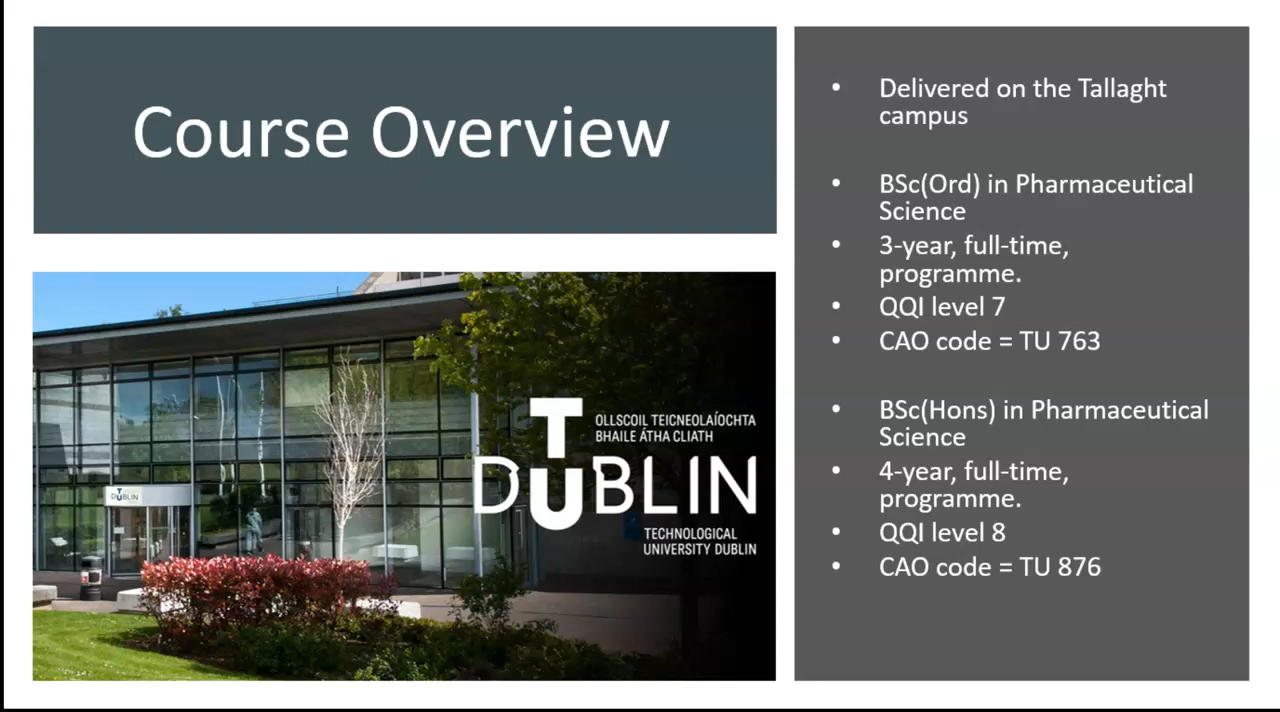 Course Overview
• Delivered on the Tallaght
campus
• BSc(Ord) in Pharmaceutical
Science
• 3-year, full-time,
programme.
• QQI level 7
• CAO code = TU 763
• BSc(Hons) in Pharmaceutical
Science
• 4-year, full-time,
programme.
• QQI level 8
• CAO code = TU 876
OLLSCOIL TEICNEOLAÍOCHTA
BHAILE ÁTHA CLIATH
TU DUBLIN
TECHNOLOGICAL
UNIVERSITY DUBLIN
TU DUBLIN